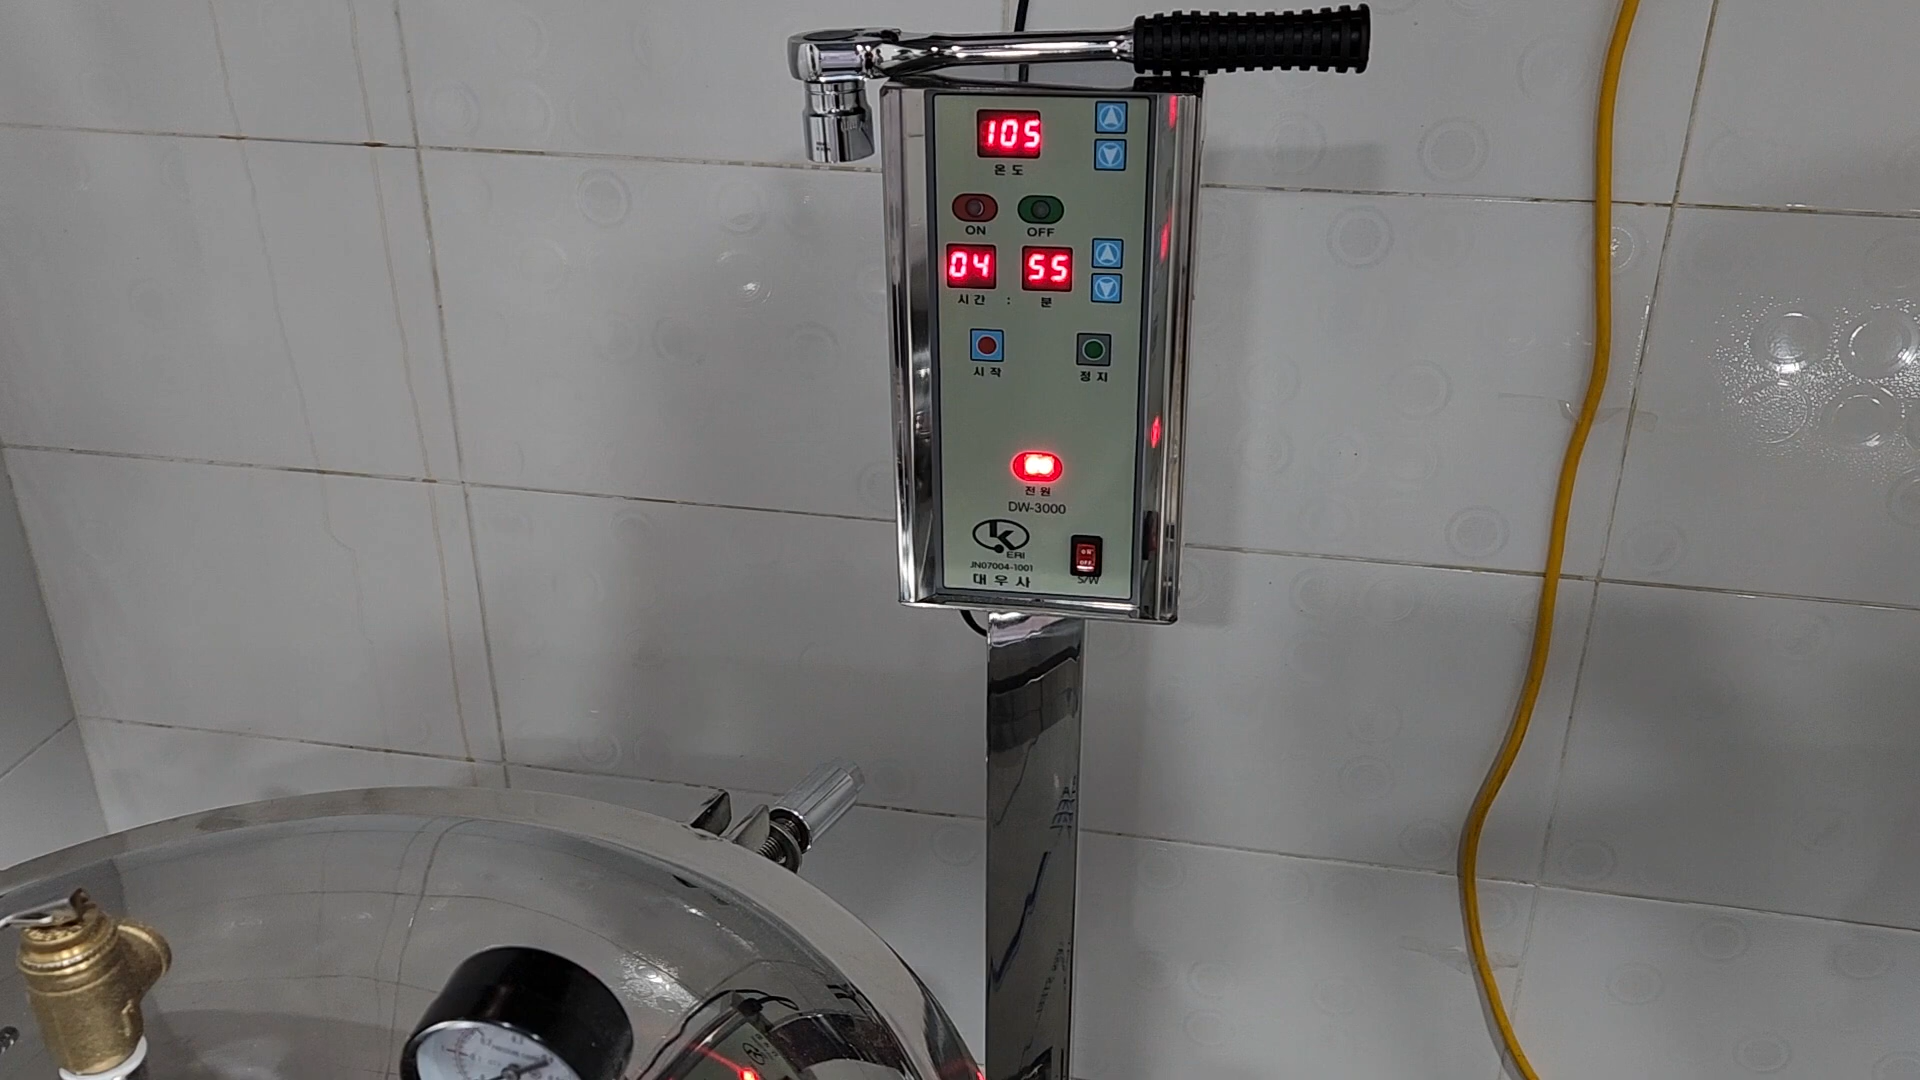 105
온도
ON OFF
04 55
시간 : 분
시작 정지
전원
DW-3000
K
ERI
JN07004-1001
대우사
S/W